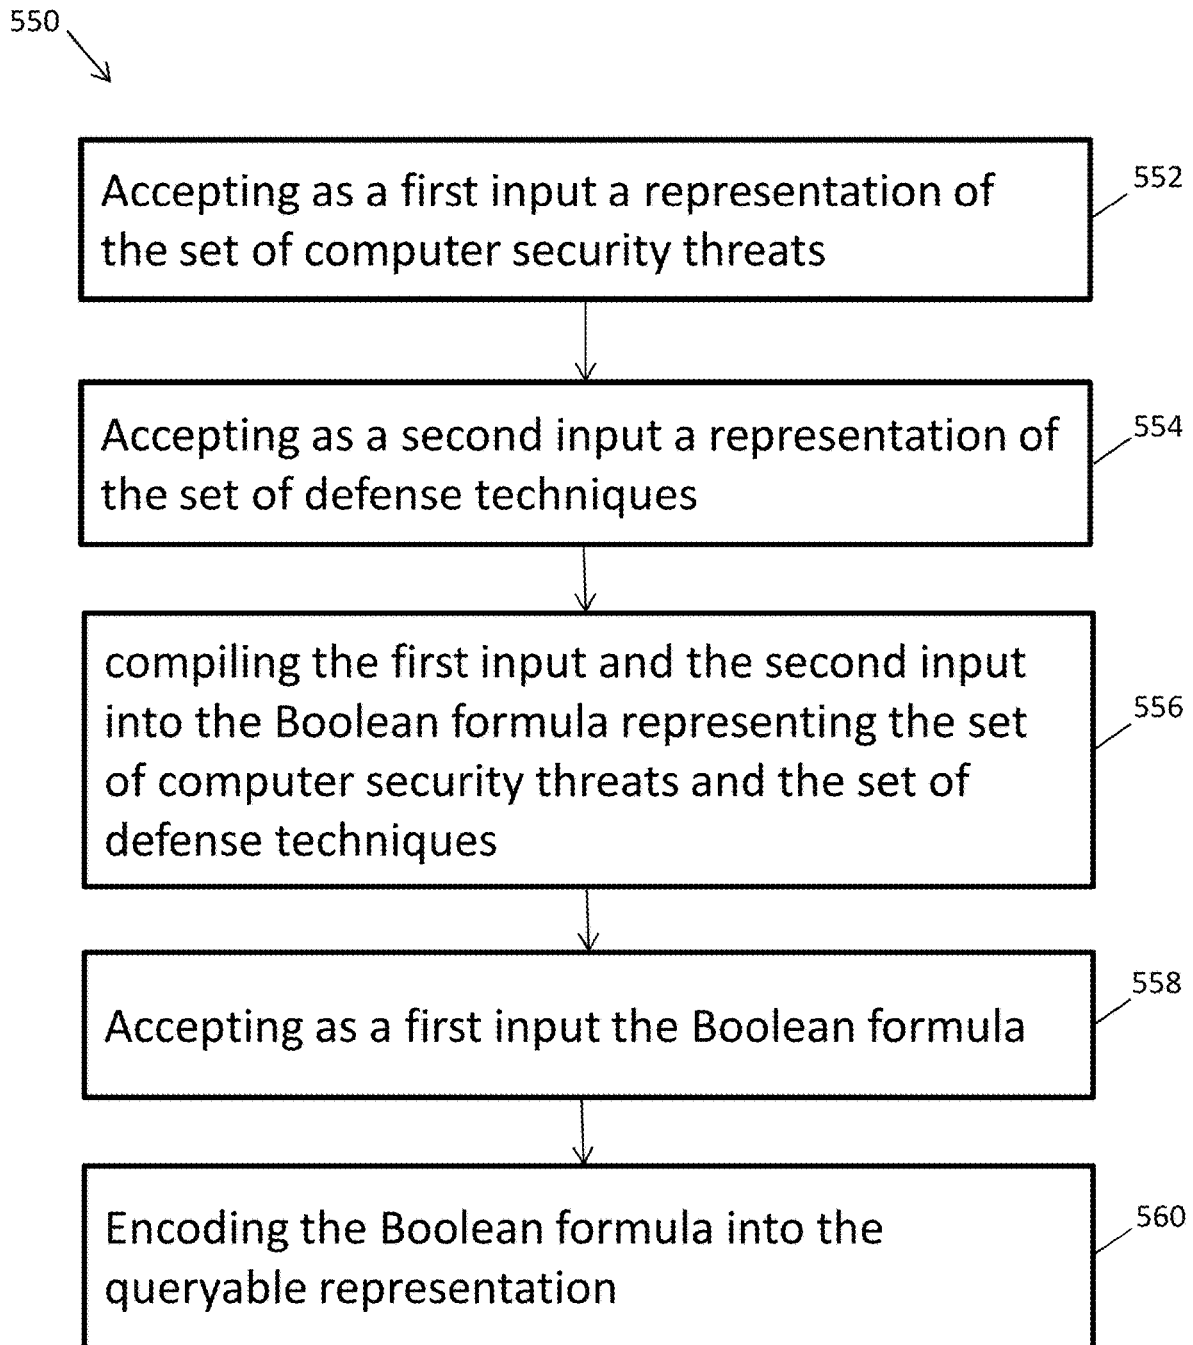 550
Accepting as a first input a representation of
the set of computer security threats
552
Accepting as a second input a representation of
the set of defense techniques
554
compiling the first input and the second input
into the Boolean formula representing the set
of computer security threats and the set of
defense techniques
556
Accepting as a first input the Boolean formula
558
Encoding the Boolean formula into the
queryable representation
560